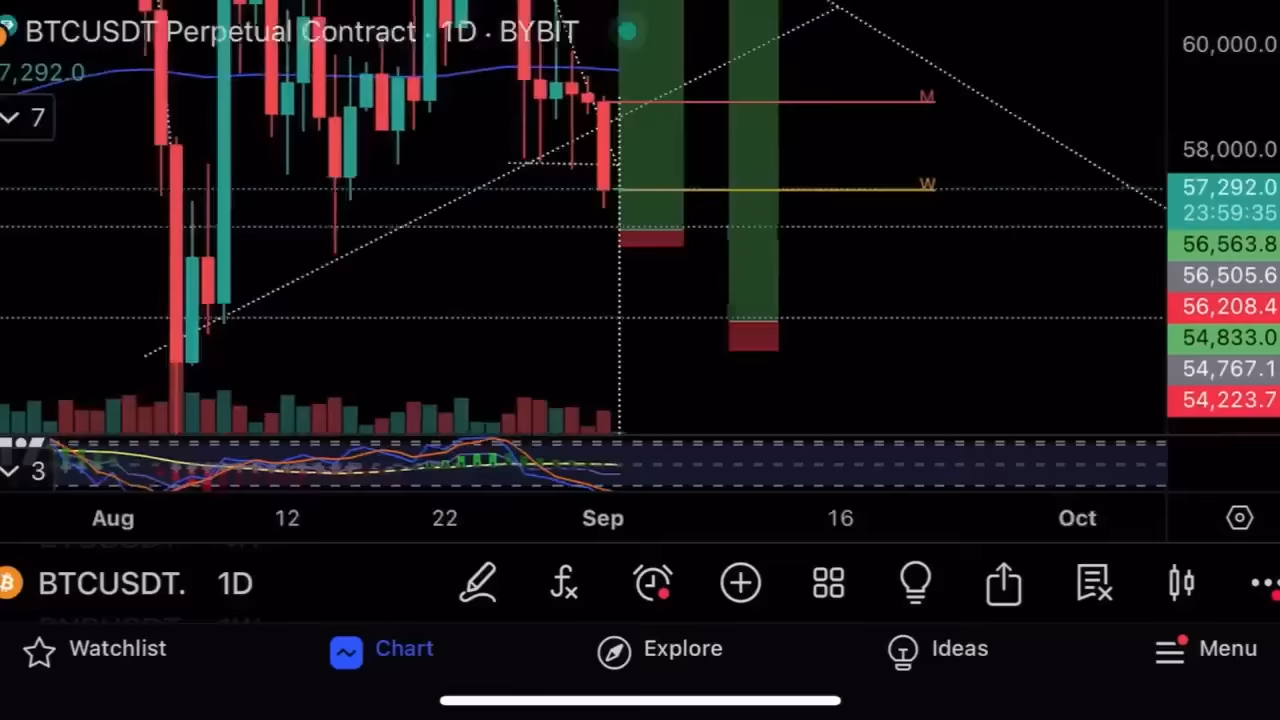 BTCUSDT Perpetual Contract · 1D · BYBIT
7,292.0
7
M
W
60,000.0
58,000.0
57,292.0
23:59:35
56,563.8
56,505.6
56,208.4
54,833.0
54,767.1
54,223.7
3
Aug 12 22 Sep 16 Oct
BTCUSDT. 1D
Watchlist Chart Explore Ideas Menu